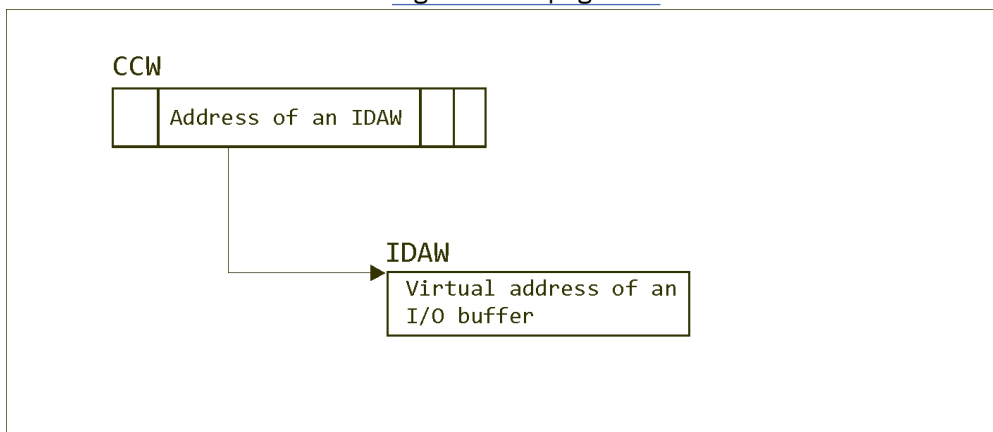 CCW
Address of an IDAW
IDAW
Virtual address of an
I/O buffer